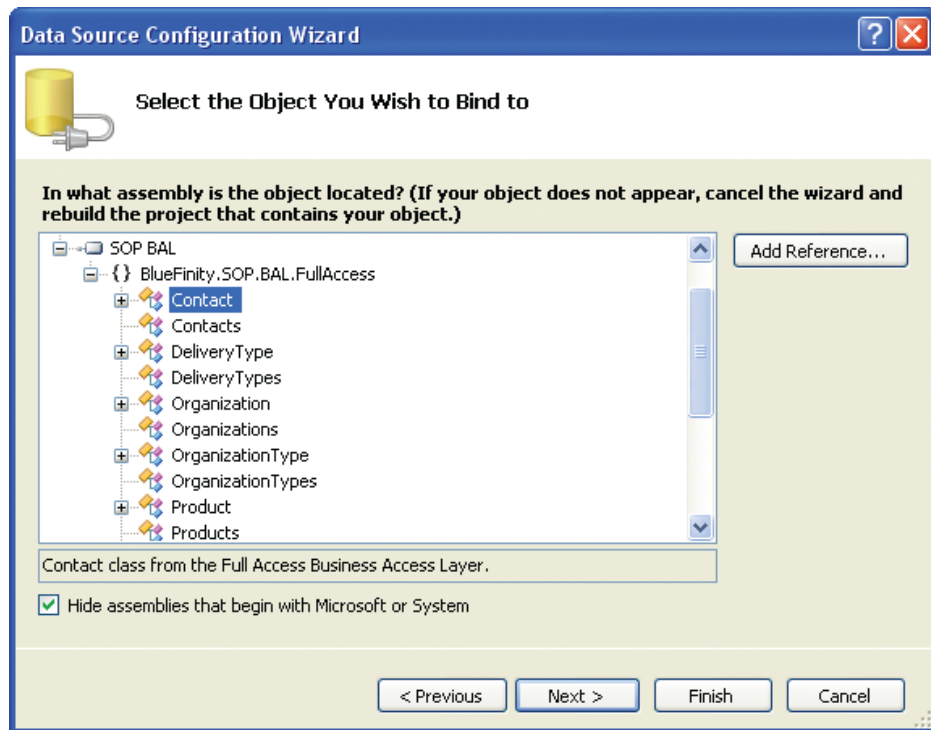 Data Source Configuration Wizard
Select the Object You Wish to Bind to
In what assembly is the object located? (If your object does not appear, cancel the wizard and
rebuild the project that contains your object.)
SOP BAL
{} BlueFinity.SOP.BAL.FullAccess
Contact
Contacts
DeliveryType
DeliveryTypes
Organization
Organizations
OrganizationType
OrganizationTypes
Product
Products
Add Reference...
Contact class from the Full Access Business Access Layer.
Hide assemblies that begin with Microsoft or System
< Previous
Next >
Finish
Cancel